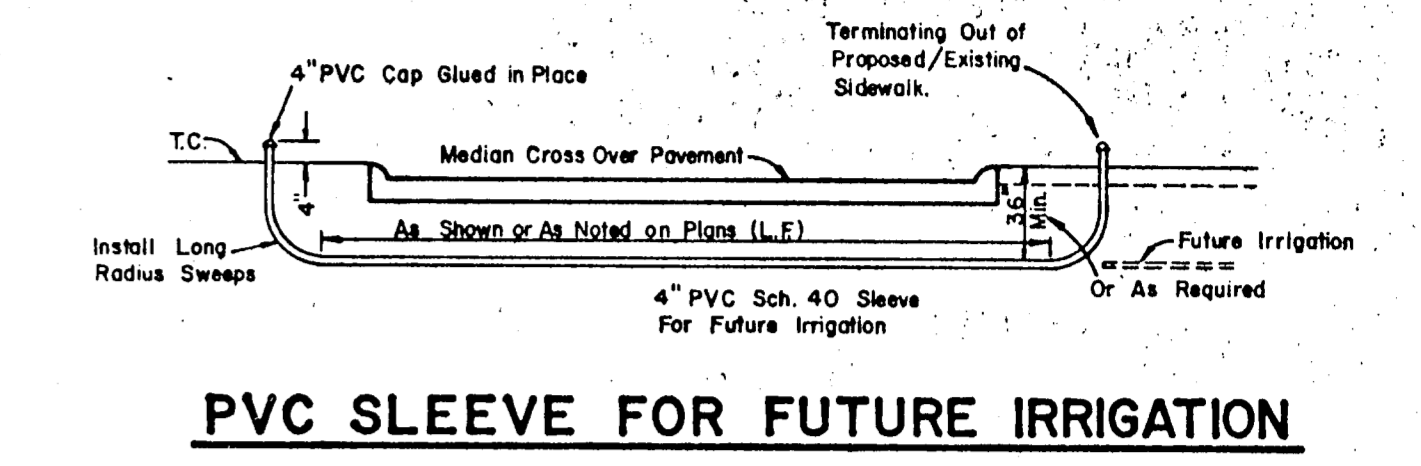 Terminating Out of
Proposed/Existing
Sidewalk.
4" PVC Cap Glued in Place
T.C.
Median Cross Over Pavement
4"
36"
Min.
As Shown or As Noted on Plans (L.F.)
Install Long
Radius Sweeps
Future Irrigation
Or As Required
4" PVC Sch. 40 Sleeve
For Future Irrigation
PVC SLEEVE FOR FUTURE IRRIGATION